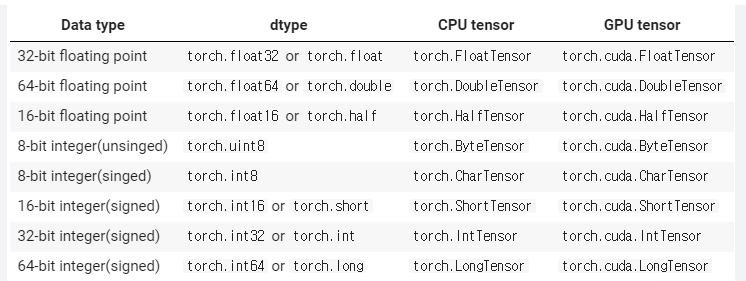 Data type dtype CPU tensor GPU tensor
32-bit floating point torch.float32 or torch.float torch.FloatTensor torch.cuda.FloatTensor
64-bit floating point torch.float64 or torch.double torch.DoubleTensor torch.cuda.DoubleTensor
16-bit floating point torch.float16 or torch.half torch.HalfTensor torch.cuda.HalfTensor
8-bit integer(unsinged) torch.uint8 torch.ByteTensor torch.cuda.ByteTensor
8-bit integer(singed) torch.int8 torch.CharTensor torch.cuda.CharTensor
16-bit integer(signed) torch.int16 or torch.short torch.ShortTensor torch.cuda.ShortTensor
32-bit integer(signed) torch.int32 or torch.int torch.IntTensor torch.cuda.IntTensor
64-bit integer(signed) torch.int64 or torch.long torch.LongTensor torch.cuda.LongTensor